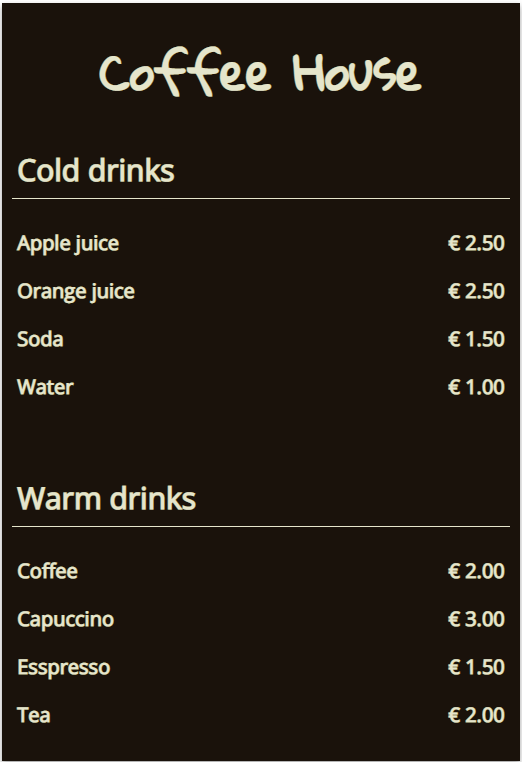 Coffee House
Cold drinks
Apple juice € 2.50
Orange juice € 2.50
Soda € 1.50
Water € 1.00
Warm drinks
Coffee € 2.00
Capuccino € 3.00
Esspresso € 1.50
Tea € 2.00